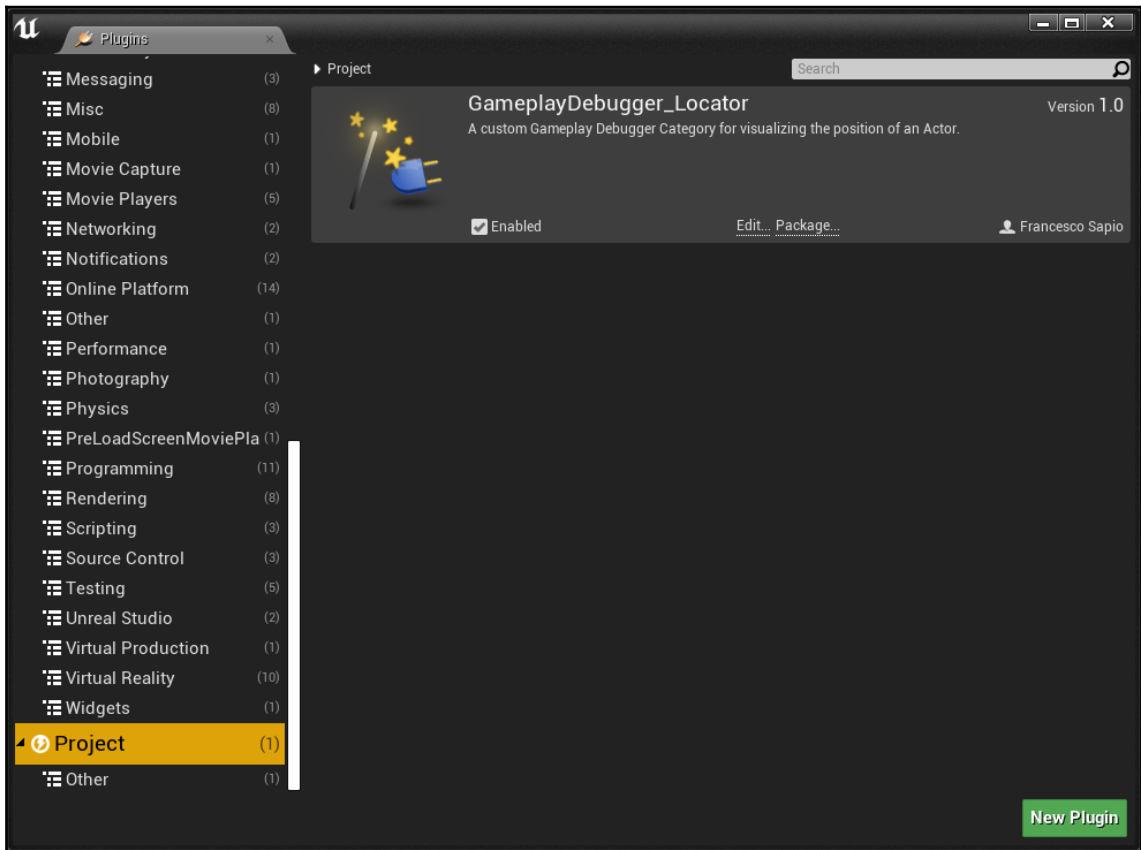 Plugins
Messaging (3)
Misc (8)
Mobile (1)
Movie Capture (1)
Movie Players (5)
Networking (2)
Notifications (2)
Online Platform (14)
Other (1)
Performance (1)
Photography (1)
Physics (3)
PreLoadScreenMoviePla (1)
Programming (11)
Rendering (8)
Scripting (3)
Source Control (3)
Testing (5)
Unreal Studio (2)
Virtual Production (1)
Virtual Reality (10)
Widgets (1)
Project (1)
Other (1)
Project
Search
GameplayDebugger_Locator
Version 1.0
A custom Gameplay Debugger Category for visualizing the position of an Actor.
Enabled
Edit... Package...
Francesco Sapio
New Plugin